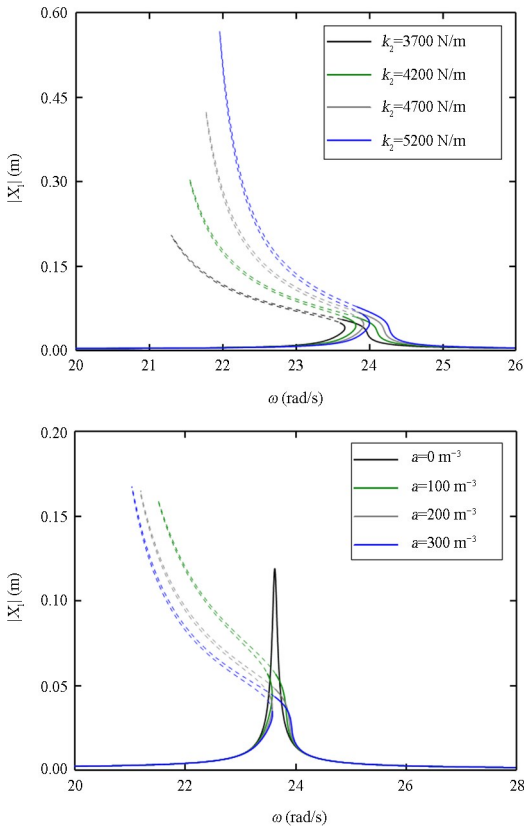 0.60
0.45
0.30
0.15
0.00
|X₁| (m)
k₂=3700 N/m
k₂=4200 N/m
k₂=4700 N/m
k₂=5200 N/m
20 21 22 23 24 25 26
ω (rad/s)
0.20
0.15
0.10
0.05
0.00
|X₁| (m)
a=0 m⁻³
a=100 m⁻³
a=200 m⁻³
a=300 m⁻³
20 22 24 26 28
ω (rad/s)